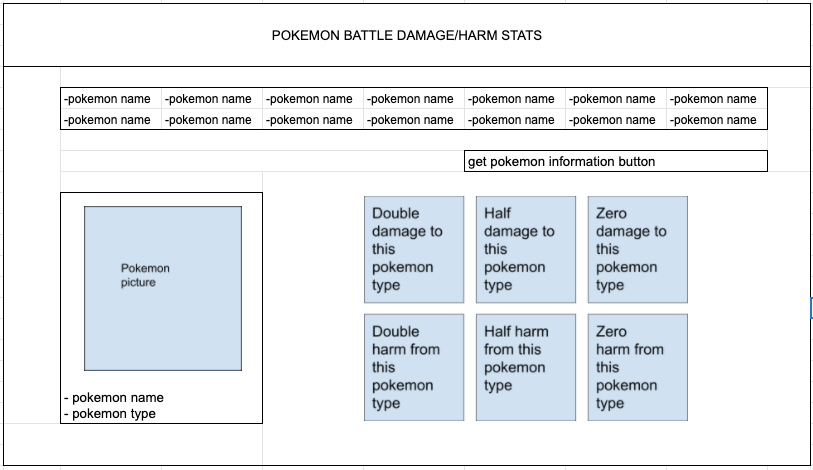 POKEMON BATTLE DAMAGE/HARM STATS
-pokemon name -pokemon name -pokemon name -pokemon name -pokemon name -pokemon name -pokemon name
-pokemon name -pokemon name -pokemon name -pokemon name -pokemon name -pokemon name -pokemon name
get pokemon information button
Pokemon
picture
- pokemon name
- pokemon type
Double
damage to
this
pokemon
type
Half
damage to
this
pokemon
type
Zero
damage to
this
pokemon
type
Double
harm from
this
pokemon
type
Half harm
from this
pokemon
type
Zero
harm from
this
pokemon
type